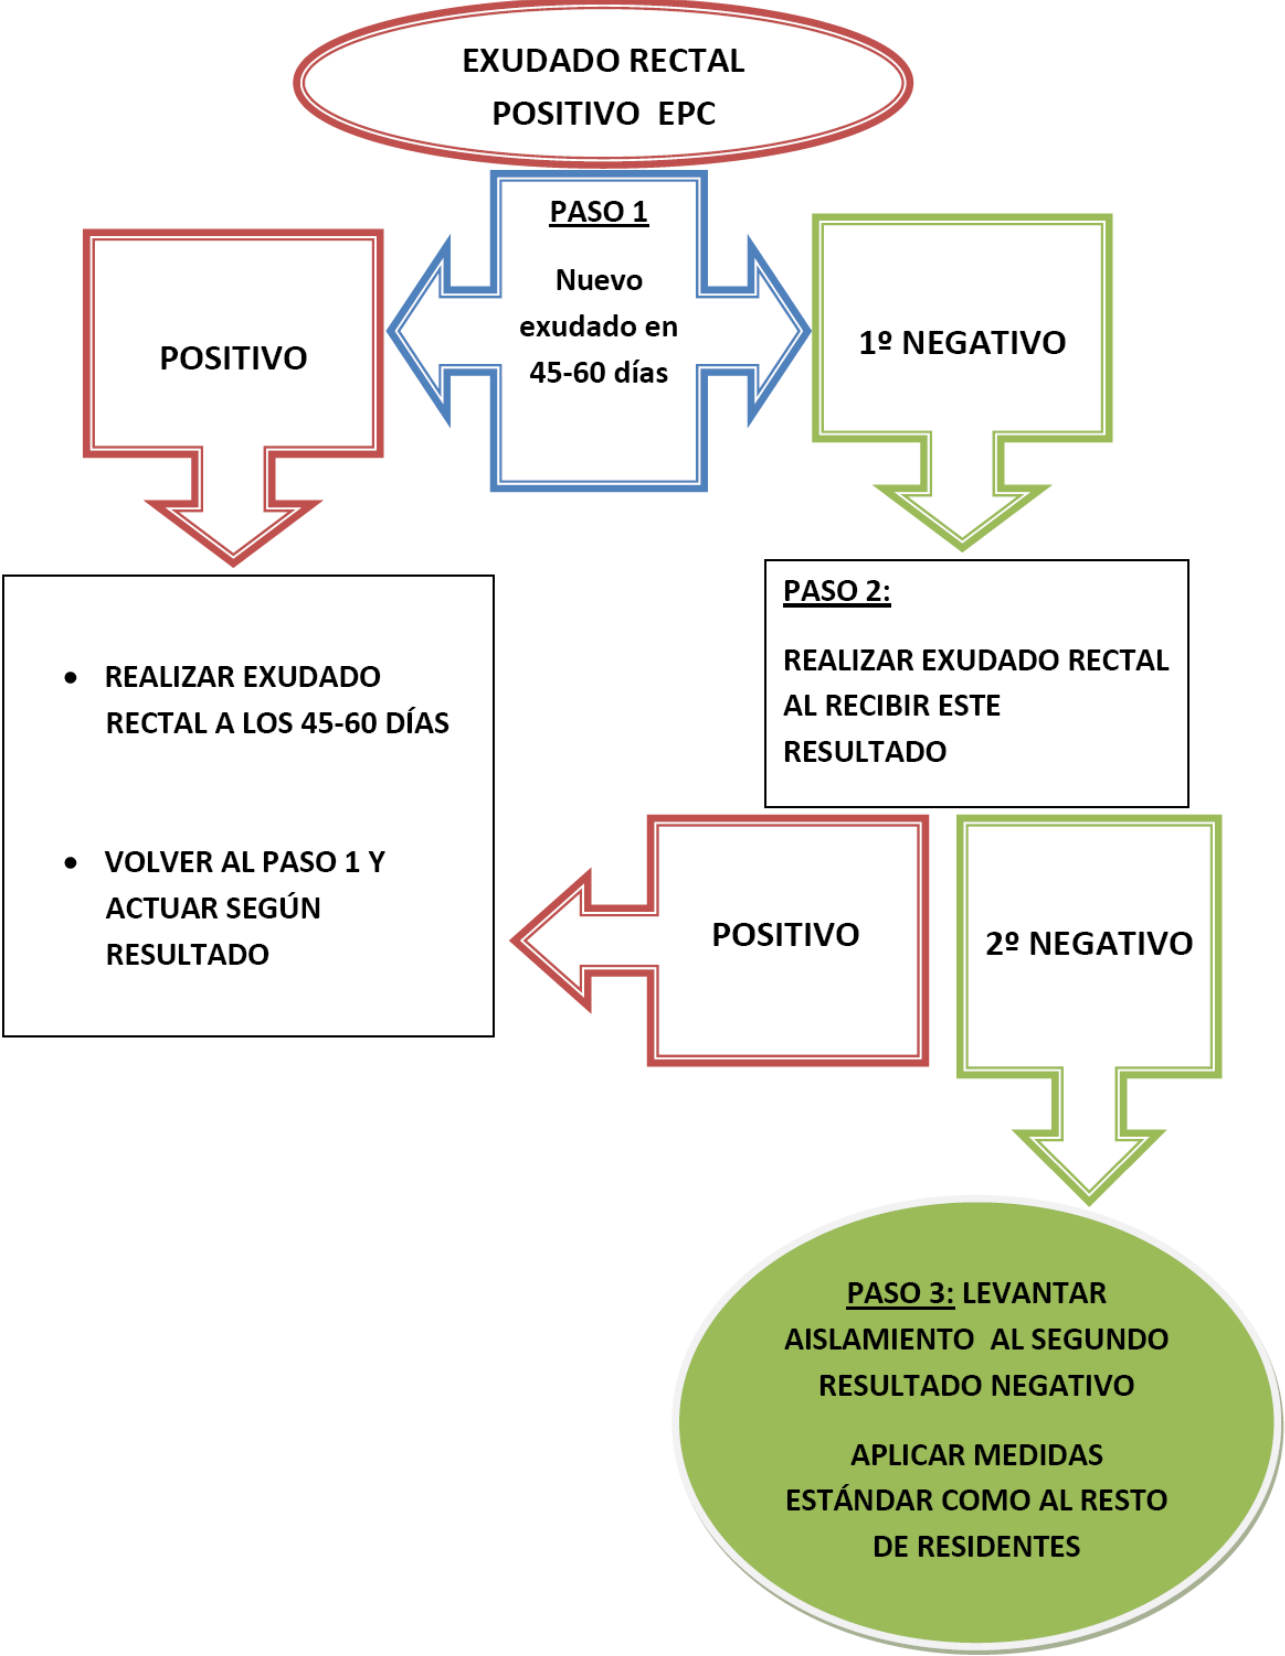 EXUDADO RECTAL
POSITIVO EPC
PASO 1
Nuevo
exudado en
45-60 días
POSITIVO
1º NEGATIVO
• REALIZAR EXUDADO
RECTAL A LOS 45-60 DÍAS
• VOLVER AL PASO 1 Y
ACTUAR SEGÚN
RESULTADO
PASO 2:
REALIZAR EXUDADO RECTAL
AL RECIBIR ESTE
RESULTADO
POSITIVO
2º NEGATIVO
PASO 3: LEVANTAR
AISLAMIENTO AL SEGUNDO
RESULTADO NEGATIVO
APLICAR MEDIDAS
ESTÁNDAR COMO AL RESTO
DE RESIDENTES